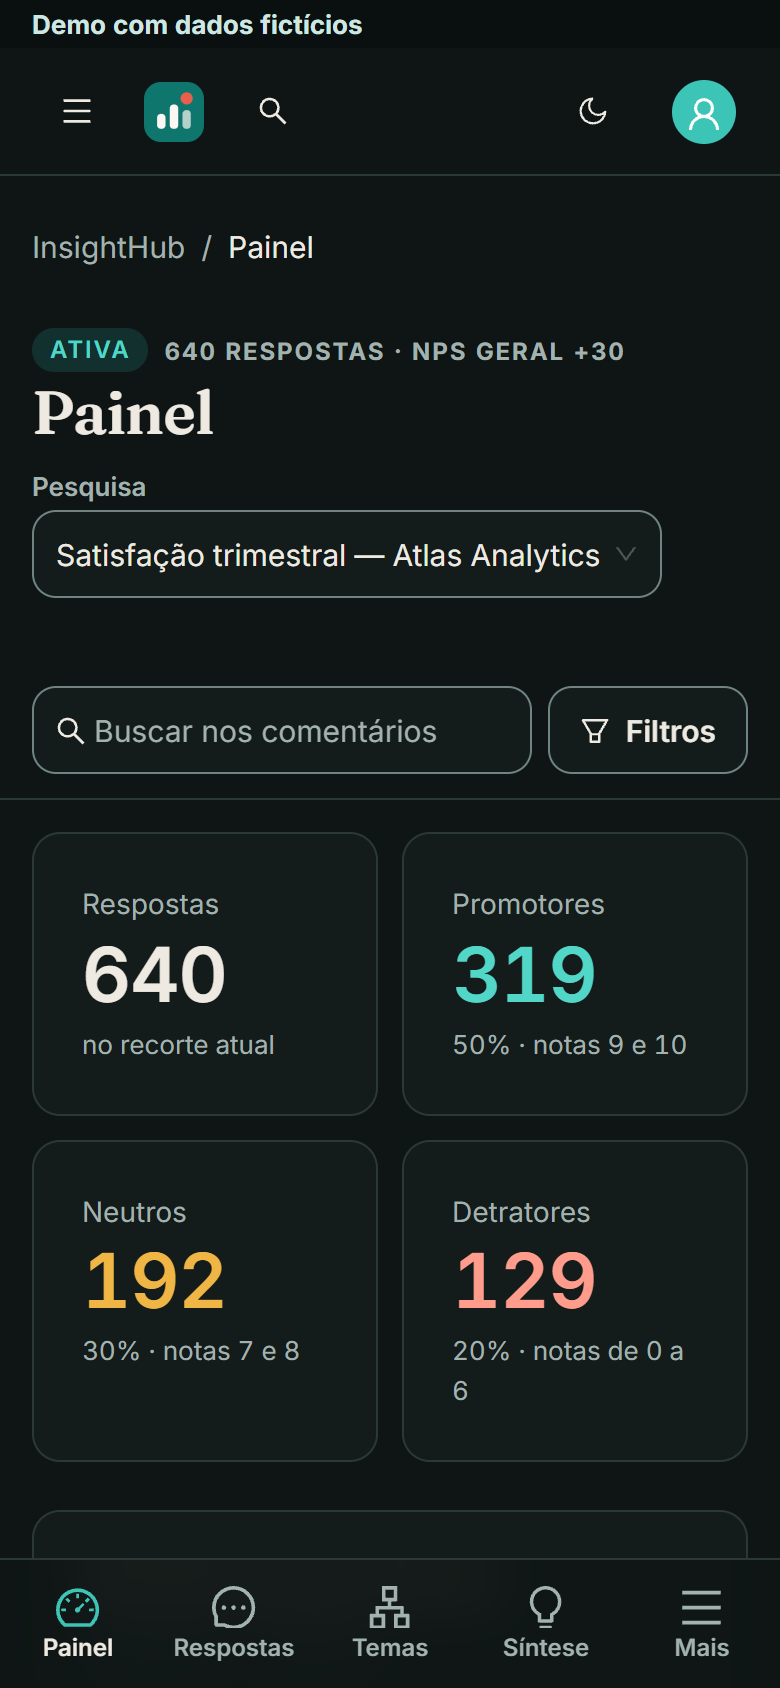 Demo com dados fictícios
InsightHub / Painel
ATIVA 640 RESPOSTAS · NPS GERAL +30
Painel
Pesquisa
Satisfação trimestral — Atlas Analytics
Buscar nos comentários
Filtros
Respostas
640
no recorte atual
Promotores
319
50% · notas 9 e 10
Neutros
192
30% · notas 7 e 8
Detratores
129
20% · notas de 0 a
6
Painel
Respostas
Temas
Síntese
Mais